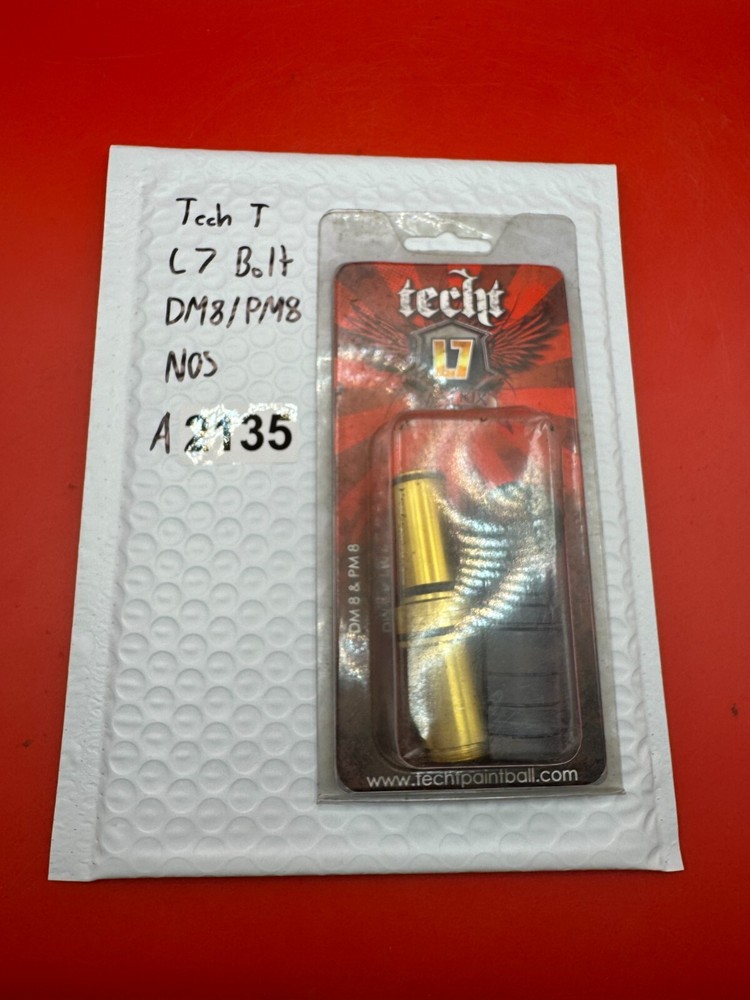 Tech T
L7 Bolt
DM8/PM8
NOS
A 2135
techt
L7
DM 8 & PM 8
www.techtpaintball.com